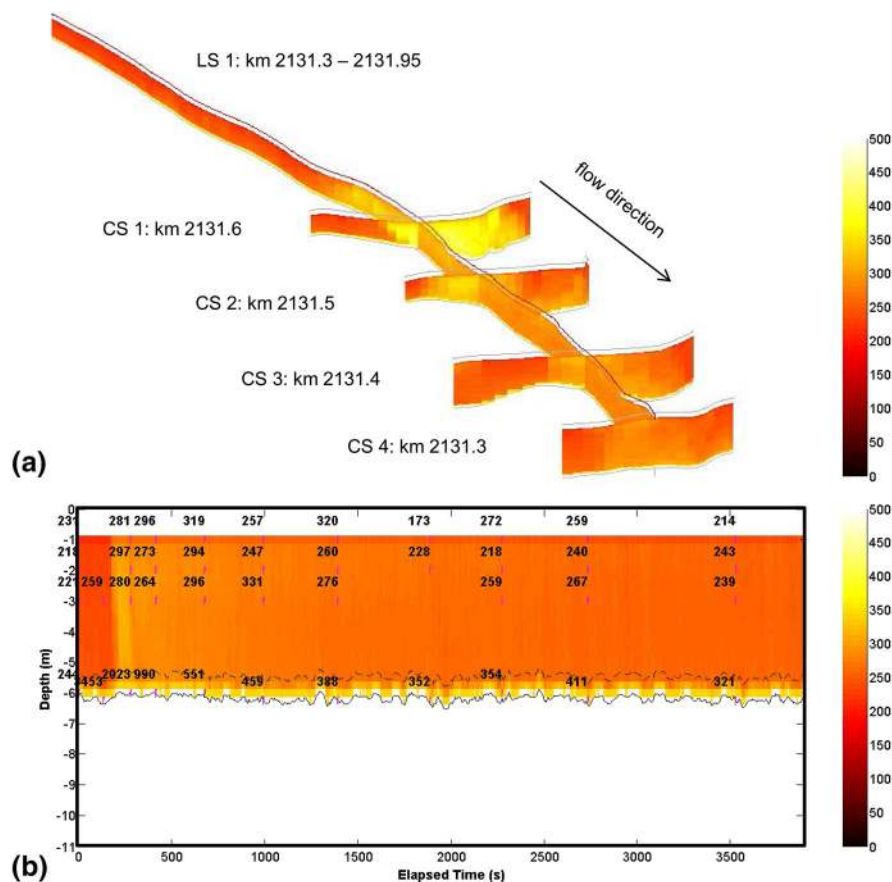 LS 1: km 2131.3 – 2131.95
flow direction
CS 1: km 2131.6
CS 2: km 2131.5
CS 3: km 2131.4
CS 4: km 2131.3
500
450
400
350
300
250
200
150
100
50
0
(a)
0
-1
-2
-3
-4
-5
-6
-7
-8
-9
-10
-11
Depth (m)
281 296 319 257 320 173 272 259 214
218 297 273 294 247 260 228 218 240 243
259 280 264 296 331 276 259 267 239
2023 990 551 459 388 352 354 411 321
0 500 1000 1500 2000 2500 3000 3500
Elapsed Time (s)
500
450
400
350
300
250
200
150
100
50
0
(b)